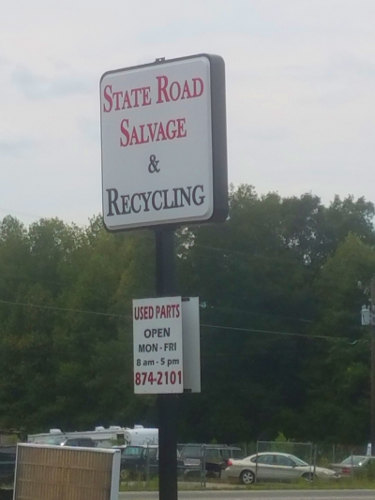 STATE ROAD
SALVAGE
&
RECYCLING
USED PARTS
OPEN
MON - FRI
8 am - 5 pm
874-2101